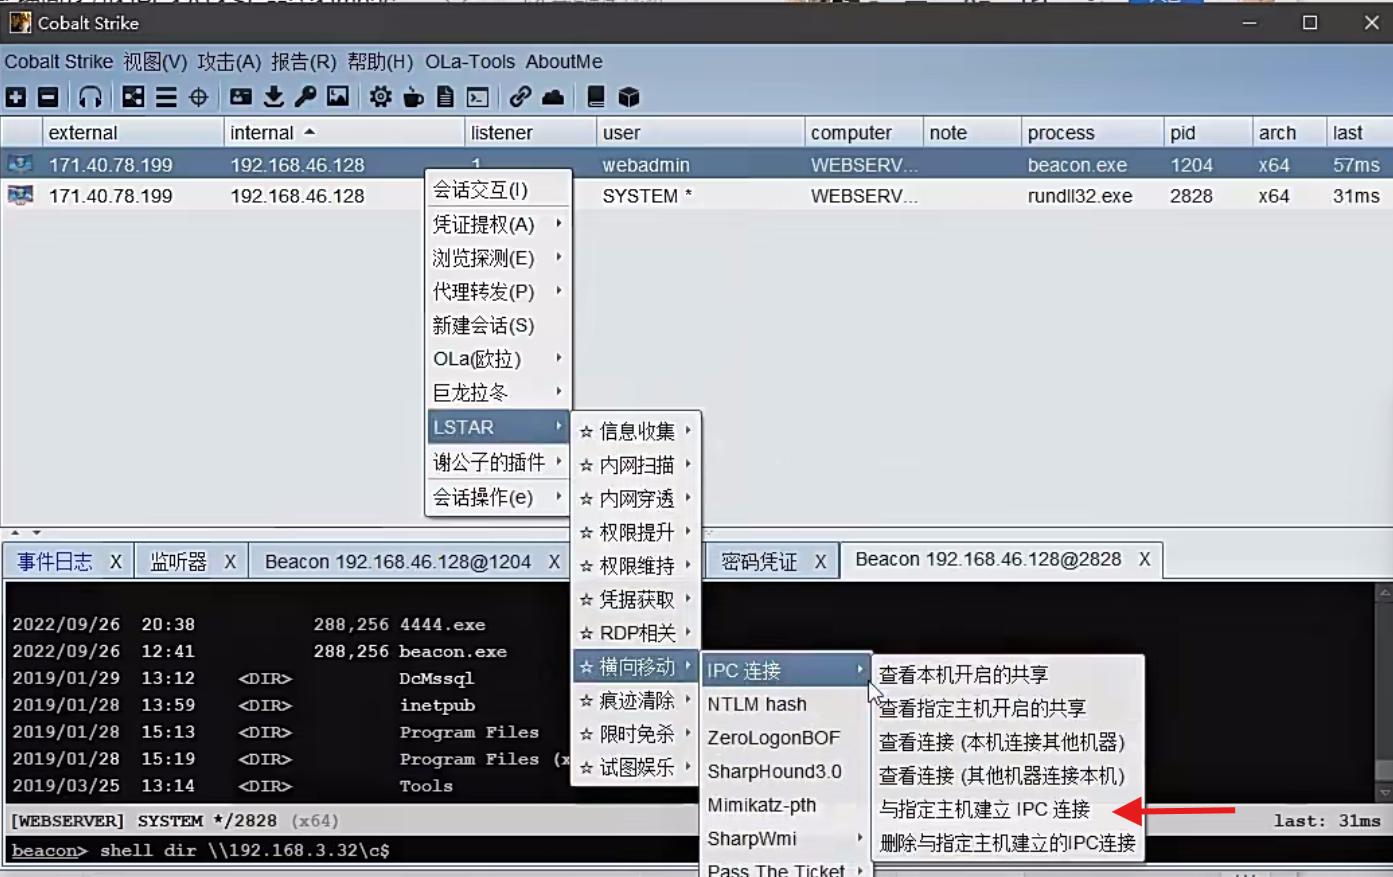 Cobalt Strike
Cobalt Strike 视图(V) 攻击(A) 报告(R) 帮助(H) OLa-Tools AboutMe
external internal listener user computer note process pid arch last
171.40.78.199 192.168.46.128 1 webadmin WEBSERV... beacon.exe 1204 x64 57ms
171.40.78.199 192.168.46.128 SYSTEM * WEBSERV... rundll32.exe 2828 x64 31ms
会话交互(I)
凭证提权(A)
浏览探测(E)
代理转发(P)
新建会话(S)
OLa(欧拉)
巨龙拉冬
LSTAR
谢公子的插件
会话操作(e)
☆ 信息收集
☆ 内网扫描
☆ 内网穿透
☆ 权限提升
☆ 权限维持
☆ 凭据获取
☆ RDP相关
☆ 横向移动
☆ 痕迹清除
☆ 限时免杀
☆ 试图娱乐
IPC 连接
NTLM hash
ZeroLogonBOF
SharpHound3.0
Mimikatz-pth
SharpWmi
Pass The Ticket
查看本机开启的共享
查看指定主机开启的共享
查看连接 (本机连接其他机器)
查看连接 (其他机器连接本机)
与指定主机建立 IPC 连接
删除与指定主机建立的IPC连接
事件日志 X 监听器 X Beacon 192.168.46.128@1204 X 密码凭证 X Beacon 192.168.46.128@2828 X
2022/09/26 20:38 288,256 4444.exe
2022/09/26 12:41 288,256 beacon.exe
2019/01/29 13:12 <DIR> DcMssql
2019/01/28 13:59 <DIR> inetpub
2019/01/28 15:13 <DIR> Program Files
2019/01/28 15:19 <DIR> Program Files (x
2019/03/25 13:14 <DIR> Tools
[WEBSERVER] SYSTEM */2828 (x64) last: 31ms
beacon> shell dir \\192.168.3.32\c$